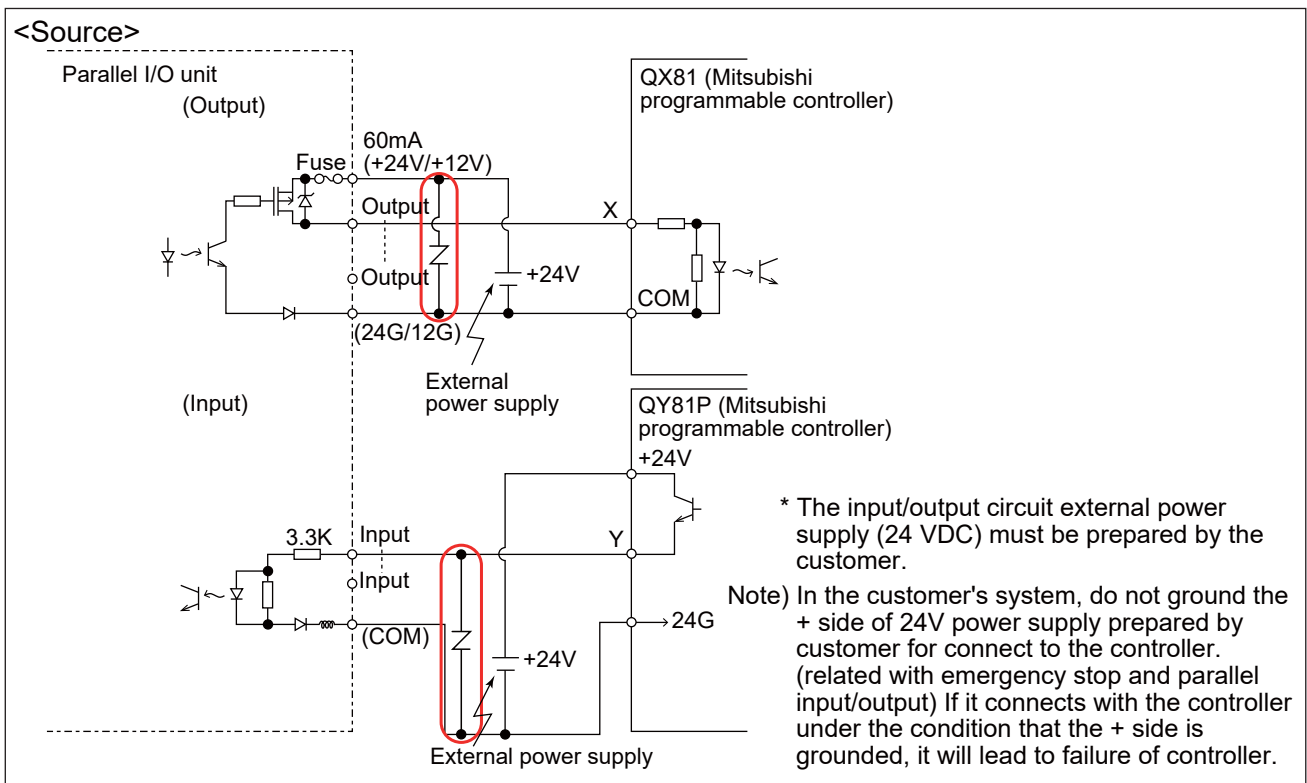 <Source>
Parallel I/O unit
(Output)
Fuse
60mA
(+24V/+12V)
Output
Output
(24G/12G)
+24V
External
power supply
QX81 (Mitsubishi
programmable controller)
X
COM
(Input)
3.3K
Input
Input
(COM)
+24V
External power supply
QY81P (Mitsubishi
programmable controller)
+24V
Y
24G
* The input/output circuit external power
supply (24 VDC) must be prepared by the
customer.
Note) In the customer's system, do not ground the
+ side of 24V power supply prepared by
customer for connect to the controller.
(related with emergency stop and parallel
input/output) If it connects with the controller
under the condition that the + side is
grounded, it will lead to failure of controller.